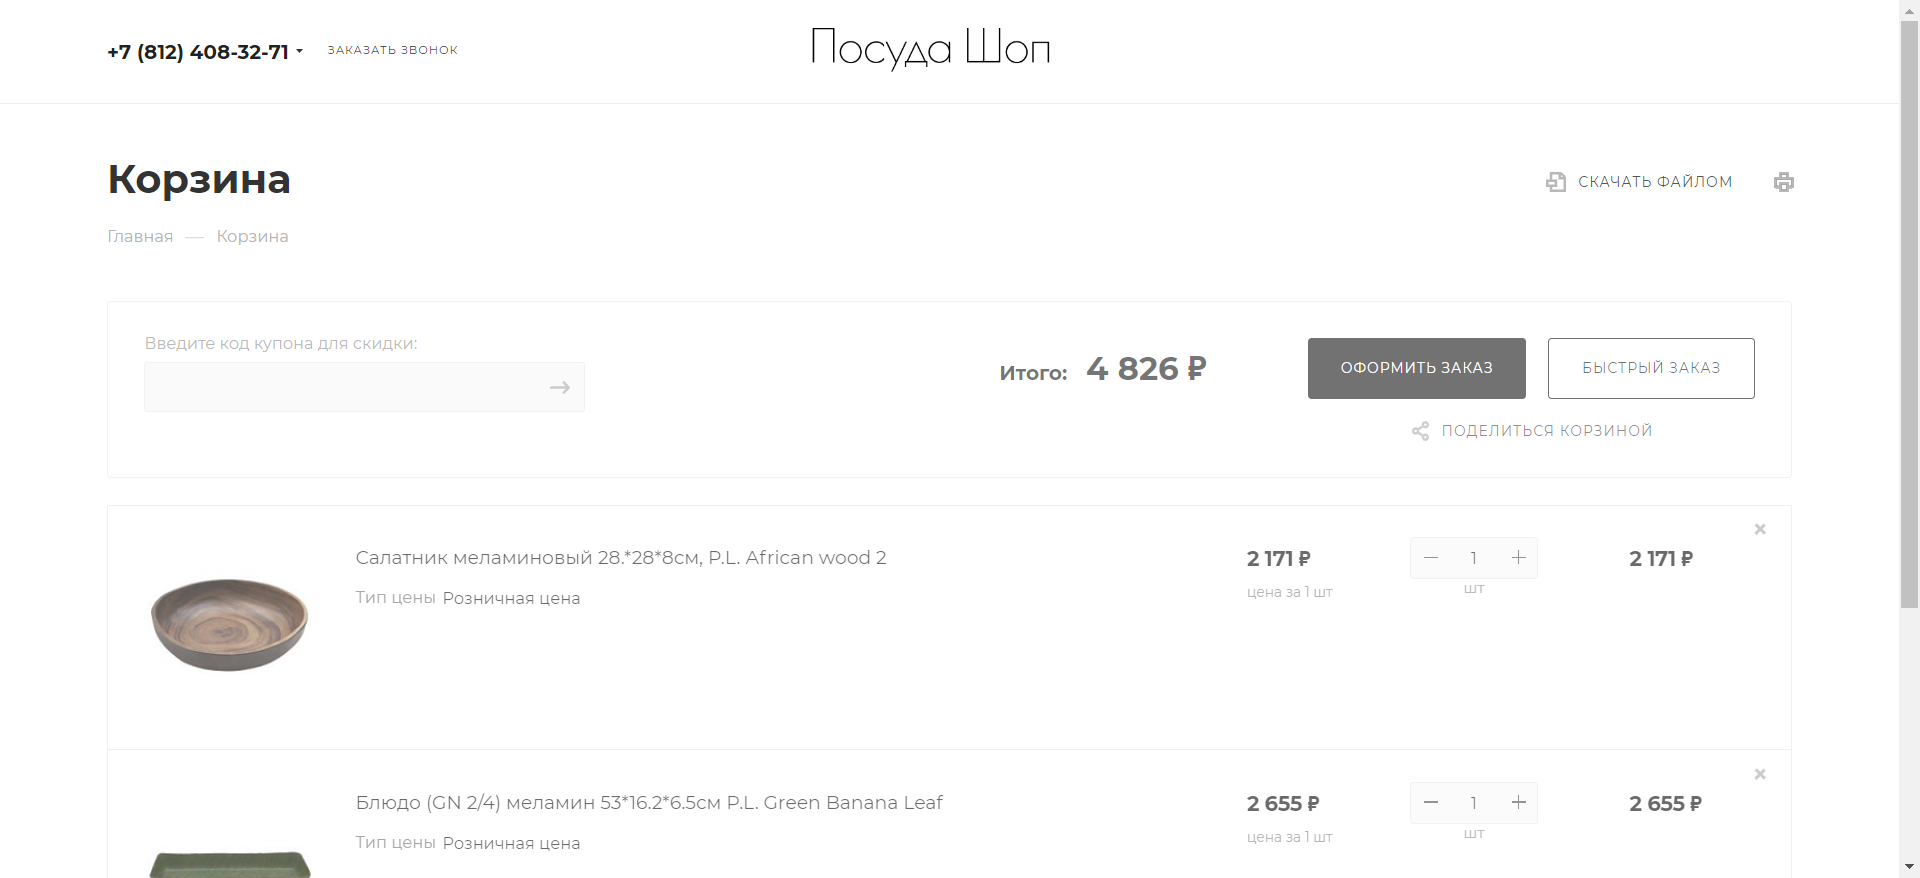 +7 (812) 408-32-71 ЗАКАЗАТЬ ЗВОНОК
Посуда Шоп
Корзина
СКАЧАТЬ ФАЙЛОМ
Главная — Корзина
Введите код купона для скидки:
Итого: 4 826 ₽
ОФОРМИТЬ ЗАКАЗ
БЫСТРЫЙ ЗАКАЗ
ПОДЕЛИТЬСЯ КОРЗИНОЙ
Салатник меламиновый 28.*28*8см, P.L. African wood 2
Тип цены Розничная цена
2 171 ₽
цена за 1 шт
1
шт
2 171 ₽
Блюдо (GN 2/4) меламин 53*16.2*6.5см P.L. Green Banana Leaf
Тип цены Розничная цена
2 655 ₽
цена за 1 шт
1
шт
2 655 ₽